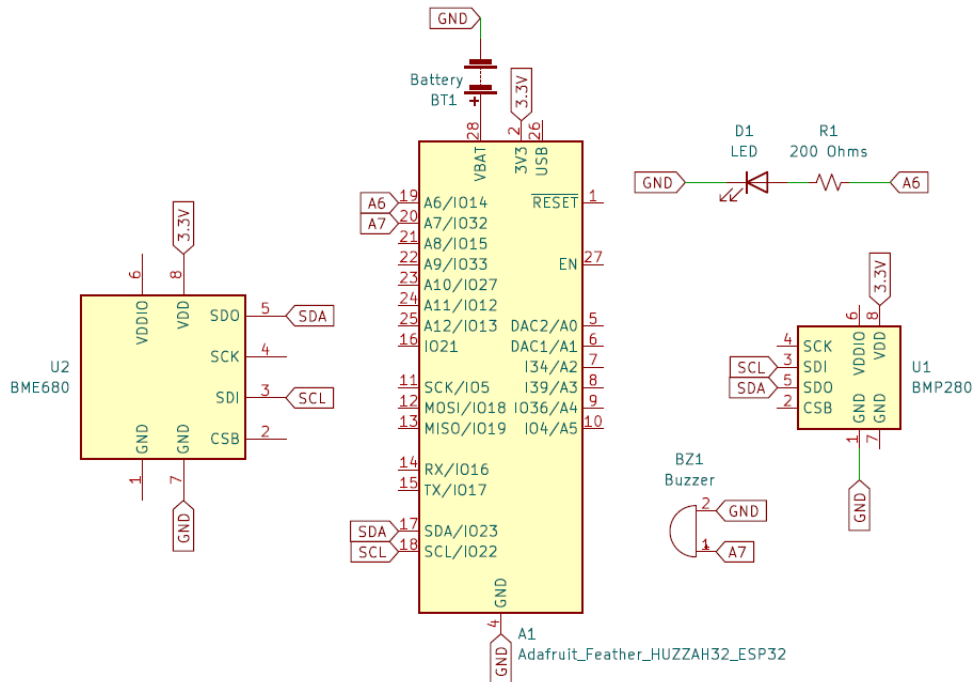 GND
Battery
BT1
+
28
VBAT
3.3V
2
3V3
26
USB
A6
19
A6/IO14
A7
20
A7/IO32
21
A8/IO15
22
A9/IO33
23
A10/IO27
24
A11/IO12
25
A12/IO13
16
IO21
11
SCK/IO5
12
MOSI/IO18
13
MISO/IO19
14
RX/IO16
15
TX/IO17
SDA
17
SDA/IO23
SCL
18
SCL/IO22
RESET
1
EN
27
DAC2/A0
5
DAC1/A1
6
I34/A2
7
I39/A3
8
IO36/A4
9
IO4/A5
10
GND
4
GND
A1
Adafruit_Feather_HUZZAH32_ESP32
D1
LED
R1
200 Ohms
GND
A6
3.3V
6
VDDIO
8
VDD
SDO
5
SDA
SCK
4
SDI
3
SCL
CSB
2
U2
BME680
GND
1
GND
7
GND
3.3V
6
VDDIO
8
VDD
4
SCK
SCL
3
SDI
SDA
5
SDO
2
CSB
U1
BMP280
GND
1
GND
7
GND
BZ1
Buzzer
2
GND
1
A7